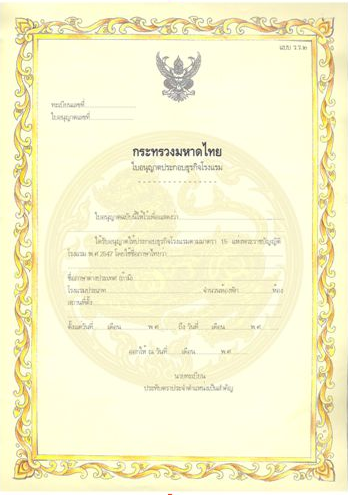 แบบ ร.ร.๒
ทะเบียนเลขที่
ใบอนุญาตเลขที่
กระทรวงมหาดไทย
ใบอนุญาตประกอบธุรกิจโรงแรม
ใบอนุญาตฉบับนี้ให้ไว้เพื่อแสดงว่า
ได้รับอนุญาตให้ประกอบธุรกิจโรงแรมตามมาตรา 15 แห่งพระราชบัญญัติ
โรงแรม พ.ศ 2547 โดยใช้ชื่อภาษาไทยว่า
ชื่อภาษาต่างประเทศ (ถ้ามี)
โรงแรมประเภท จำนวนห้องพัก ห้อง
สถานที่ตั้ง
ตั้งแต่วันที่ เดือน พ.ศ. ถึง วันที่ เดือน พ.ศ.
ออกให้ ณ วันที่ เดือน พ.ศ.
นายทะเบียน
ประทับตราประจำตำแหน่งเป็นสำคัญ